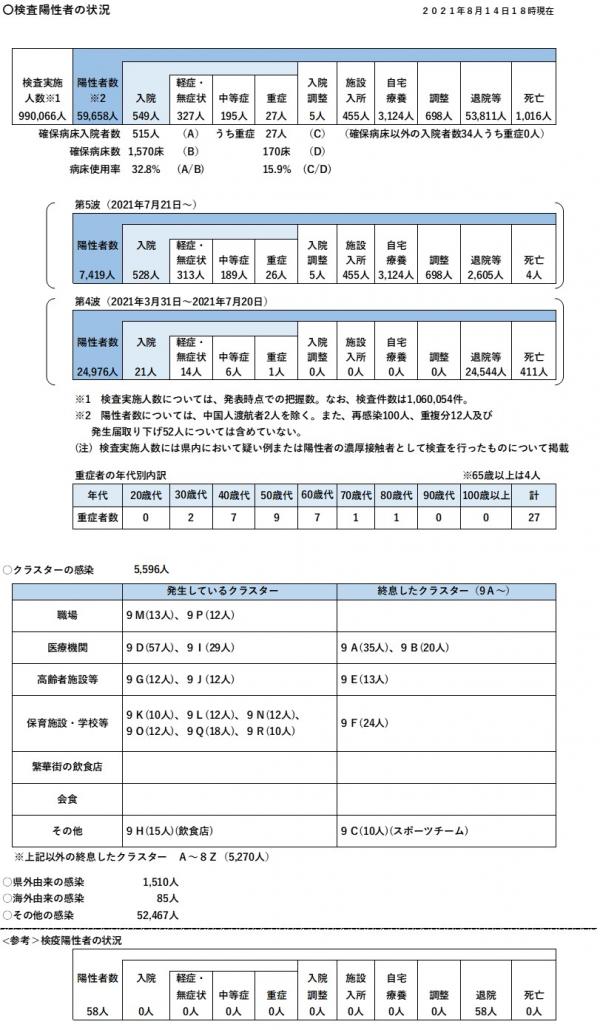 〇検査陽性者の状況 2021年8月14日18時現在
検査実施人数※1 陽性者数※2 入院 軽症・無症状 中等症 重症 入院調整 施設入所 自宅療養 調整 退院等 死亡
990,066人 59,658人 549人 327人 195人 27人 5人 455人 3,124人 698人 53,811人 1,016人
確保病床入院者数 515人 (A) うち重症 27人 (C) (確保病床以外の入院者数34人うち重症0人)
確保病床数 1,570床 (B) 170床 (D)
病床使用率 32.8% (A/B) 15.9% (C/D)
第5波（2021年7月21日～）
陽性者数 入院 軽症・無症状 中等症 重症 入院調整 施設入所 自宅療養 調整 退院等 死亡
7,419人 528人 313人 189人 26人 5人 455人 3,124人 698人 2,605人 4人
第4波（2021年3月31日～2021年7月20日）
陽性者数 入院 軽症・無症状 中等症 重症 入院調整 施設入所 自宅療養 調整 退院等 死亡
24,976人 21人 14人 6人 1人 0人 0人 0人 0人 24,544人 411人
※1 検査実施人数については、発表時点での把握数。なお、検査件数は1,060,054件。
※2 陽性者数については、中国人渡航者2人を除く。また、再感染100人、重複分12人及び
発生届取り下げ52人については含めていない。
（注）検査実施人数には県内において疑い例または陽性者の濃厚接触者として検査を行ったものについて掲載
重症者の年代別内訳 ※65歳以上は4人
年代 20歳代 30歳代 40歳代 50歳代 60歳代 70歳代 80歳代 90歳代 100歳以上 計
重症者数 0 2 7 9 7 1 1 0 0 27
○クラスターの感染 5,596人
発生しているクラスター 終息したクラスター（9A～）
職場 9M(13人)、9P(12人)
医療機関 9D(57人)、9I(29人) 9A(35人)、9B(20人)
高齢者施設等 9G(12人)、9J(12人) 9E(13人)
保育施設・学校等 9K(10人)、9L(12人)、9N(12人)、
9O(12人)、9Q(18人)、9R(10人) 9F(24人)
繁華街の飲食店
会食
その他 9H(15人)(飲食店) 9C(10人)(スポーツチーム)
※上記以外の終息したクラスター A～8Z（5,270人）
○県外由来の感染 1,510人
○海外由来の感染 85人
○その他の感染 52,467人
<参考>検疫陽性者の状況
陽性者数 入院 軽症・無症状 中等症 重症 入院調整 施設入所 自宅療養 調整 退院 死亡
58人 0人 0人 0人 0人 0人 0人 0人 0人 58人 0人